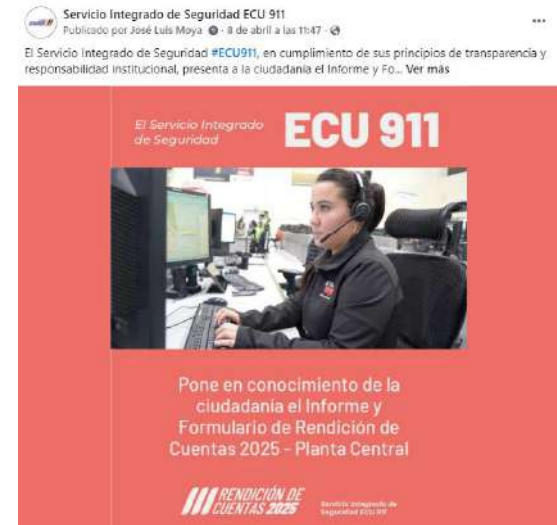 Servicio Integrado de Seguridad ECU 911
Publicado por José Luis Moya · 8 de abril a las 11:47 ·
El Servicio Integrado de Seguridad #ECU911, en cumplimiento de sus principios de transparencia y
responsabilidad institucional, presenta a la ciudadanía el Informe y Fo... Ver más
El Servicio Integrado
de Seguridad
ECU 911
Pone en conocimiento de la
ciudadanía el Informe y
Formulario de Rendición de
Cuentas 2025 - Planta Central
RENDICIÓN DE
CUENTAS 2025
Servicio Integrado de
Seguridad ECU 911